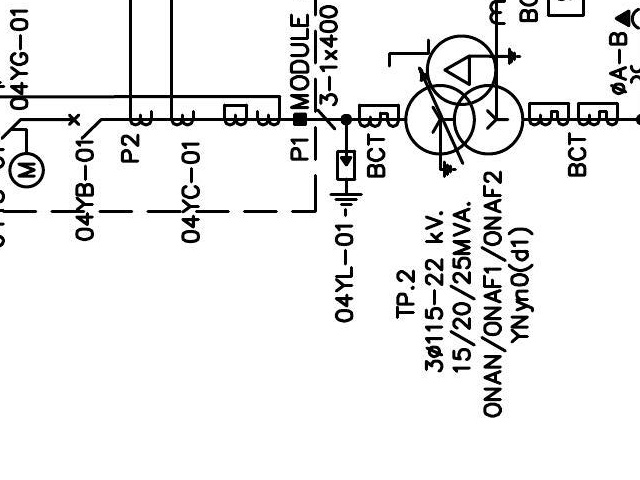 04YG-01
MODULE
3-1x400
BC
øA-B
M
04YB-01
P2
04YC-01
P1
BCT
BCT
04YL-01
TP.2
3ø115-22 kV.
15/20/25MVA.
ONAN/ONAF1/ONAF2
YNyn0(d1)